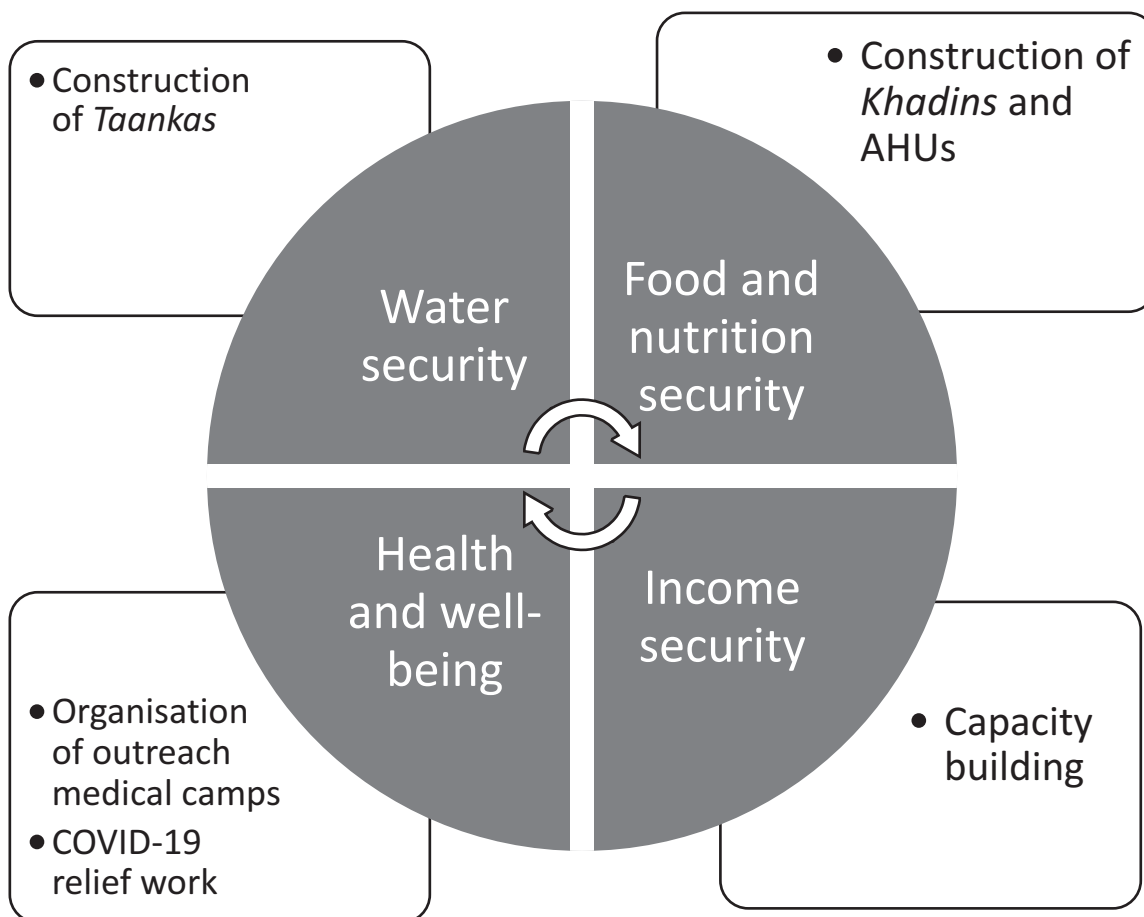 • Construction
of Taankas
• Construction of
Khadins and
AHUs
Water
security
Food and
nutrition
security
Health
and well-
being
Income
security
• Organisation
of outreach
medical camps
• COVID-19
relief work
• Capacity
building